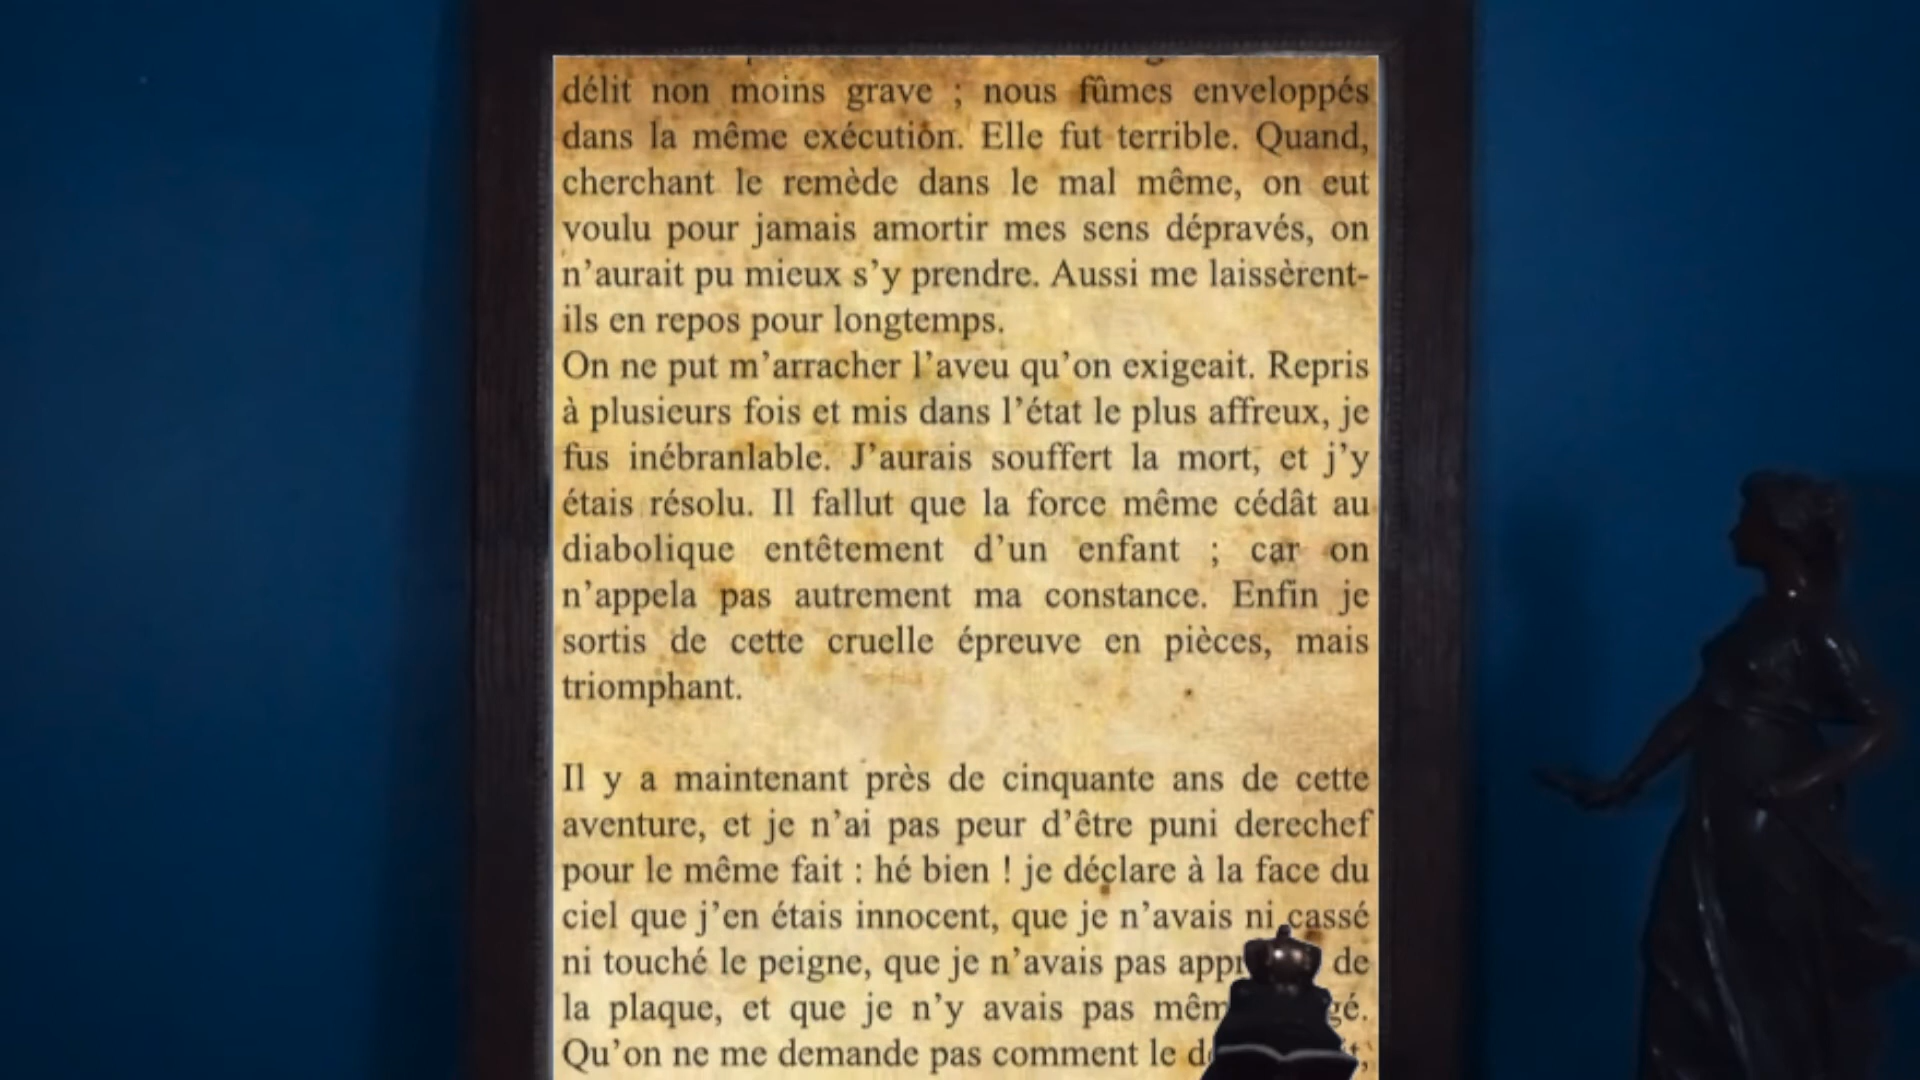 délit non moins grave ; nous fûmes enveloppés
dans la même exécution. Elle fut terrible. Quand,
cherchant le remède dans le mal même, on eut
voulu pour jamais amortir mes sens dépravés, on
n’aurait pu mieux s’y prendre. Aussi me laissèrent-
ils en repos pour longtemps.
On ne put m’arracher l’aveu qu’on exigeait. Repris
à plusieurs fois et mis dans l’état le plus affreux, je
fus inébranlable. J’aurais souffert la mort, et j’y
étais résolu. Il fallut que la force même cédât au
diabolique entêtement d’un enfant ; car on
n’appela pas autrement ma constance. Enfin je
sortis de cette cruelle épreuve en pièces, mais
triomphant.
Il y a maintenant près de cinquante ans de cette
aventure, et je n’ai pas peur d’être puni derechef
pour le même fait : hé bien ! je déclare à la face du
ciel que j’en étais innocent, que je n’avais ni cassé
ni touché le peigne, que je n’avais pas de
la plaque, et que je n’y avais pas
Qu’on ne me demande pas comment le